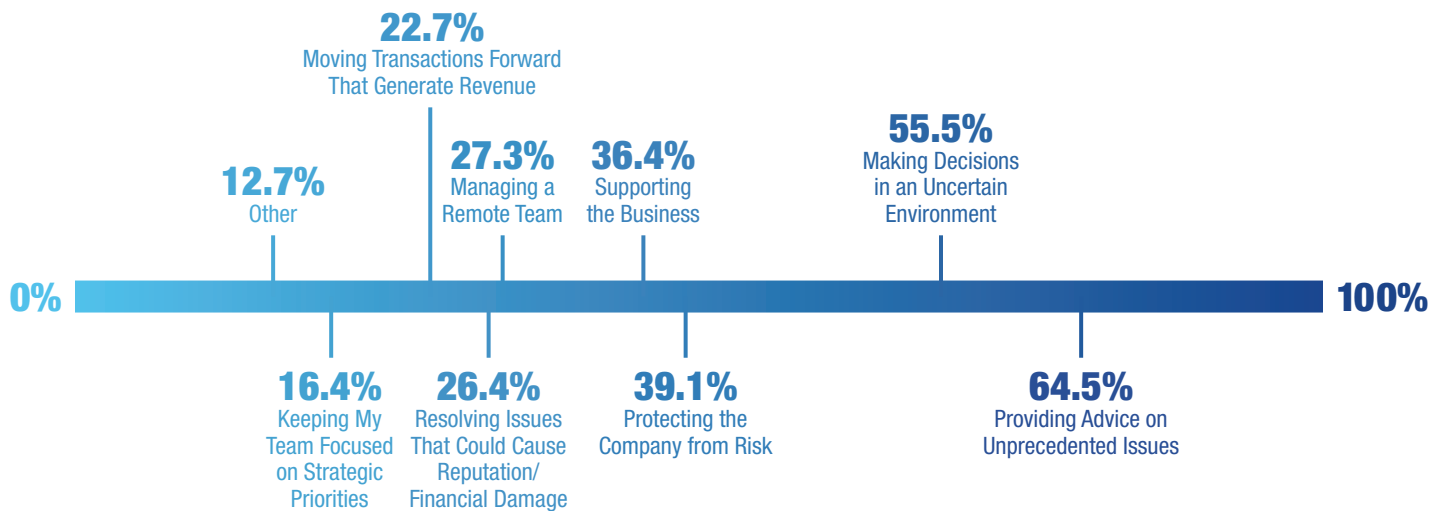 22.7%
Moving Transactions Forward
That Generate Revenue
12.7%
Other
27.3%
Managing a
Remote Team
36.4%
Supporting
the Business
55.5%
Making Decisions
in an Uncertain
Environment
0%
100%
16.4%
Keeping My
Team Focused
on Strategic
Priorities
26.4%
Resolving Issues
That Could Cause
Reputation/
Financial Damage
39.1%
Protecting the
Company from Risk
64.5%
Providing Advice on
Unprecedented Issues